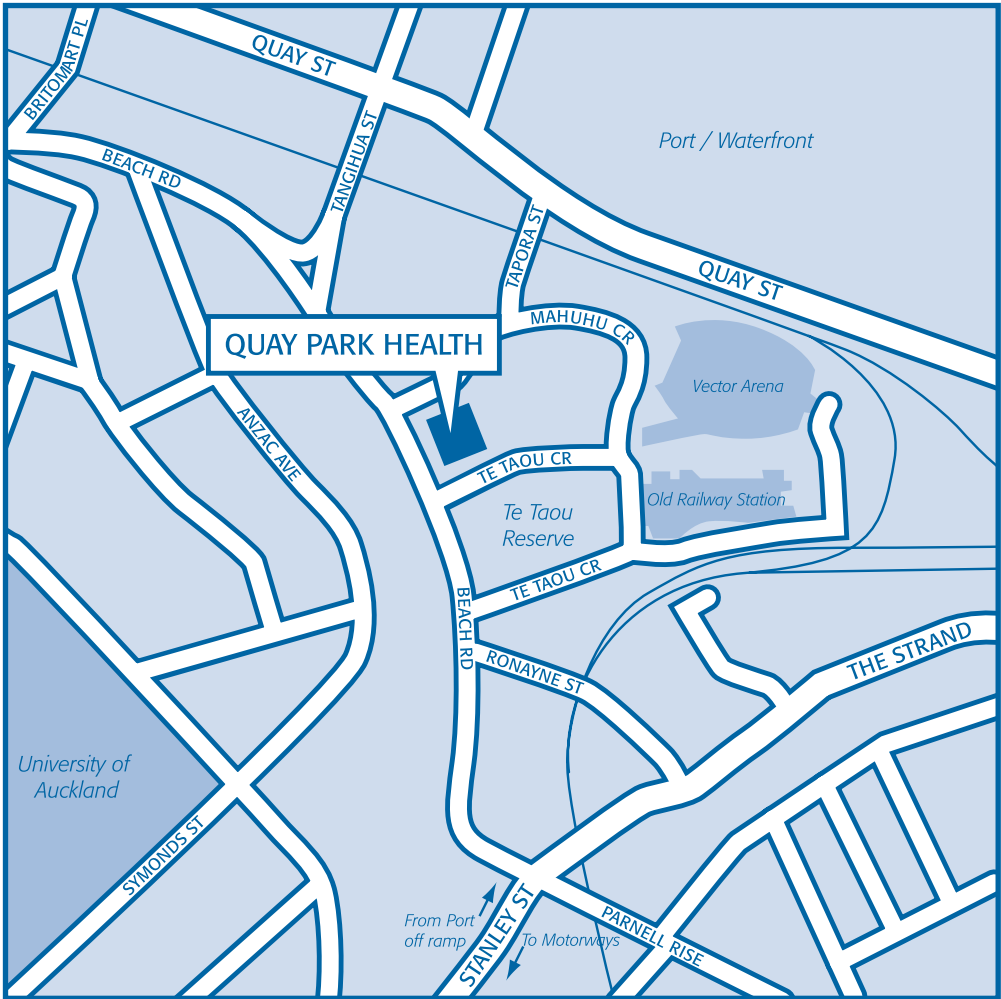 BRITOMART PL
QUAY ST
BEACH RD
TANGIHUA ST
Port / Waterfront
TAPORA ST
QUAY ST
MAHUHU CR
QUAY PARK HEALTH
Vector Arena
ANZAC AVE
TE TAOU CR
Old Railway Station
Te Taou
Reserve
TE TAOU CR
BEACH RD
RONAYNE ST
THE STRAND
University of
Auckland
SYMONDS ST
From Port
off ramp
STANLEY ST
To Motorways
PARNELL RISE